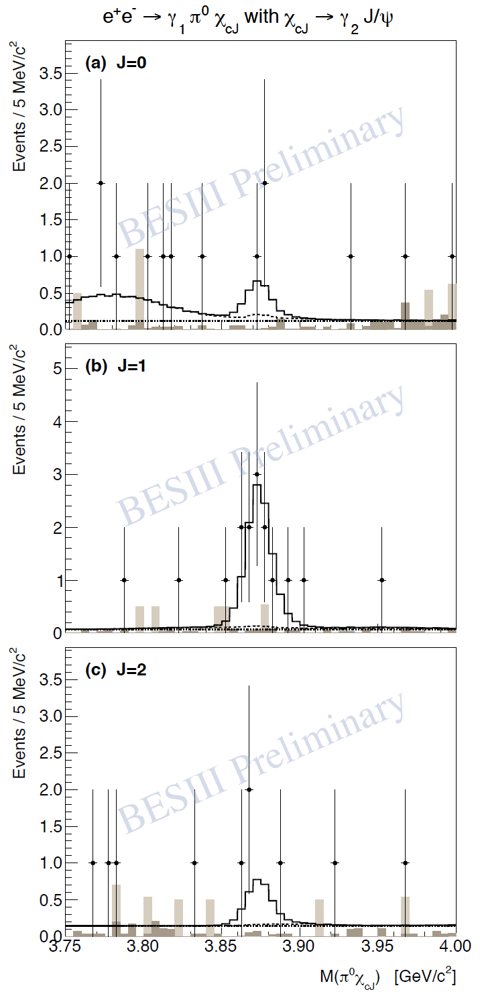 e⁺e⁻ → γ₁ π⁰ χcJ with χcJ → γ₂ J/ψ
(a) J=0
Events / 5 MeV/c²
3.5
3.0
2.5
2.0
1.5
1.0
0.5
0.0
BESIII Preliminary
(b) J=1
Events / 5 MeV/c²
5
4
3
2
1
0
BESIII Preliminary
(c) J=2
Events / 5 MeV/c²
3.5
3.0
2.5
2.0
1.5
1.0
0.5
0.0
BESIII Preliminary
3.75 3.80 3.85 3.90 3.95 4.00
M(π⁰χcJ) [GeV/c²]